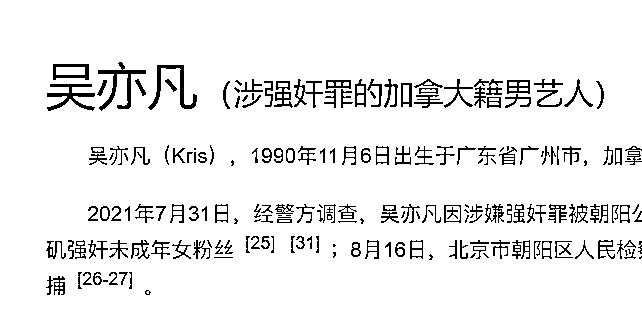 吴亦凡（涉强奸罪的加拿大籍男艺人）
吴亦凡（Kris），1990年11月6日出生于广东省广州市，加拿
2021年7月31日，经警方调查，吴亦凡因涉嫌强奸罪被朝阳公
矶强奸未成年女粉丝 [25] [31] ；8月16日，北京市朝阳区人民检察
捕 [26-27] 。